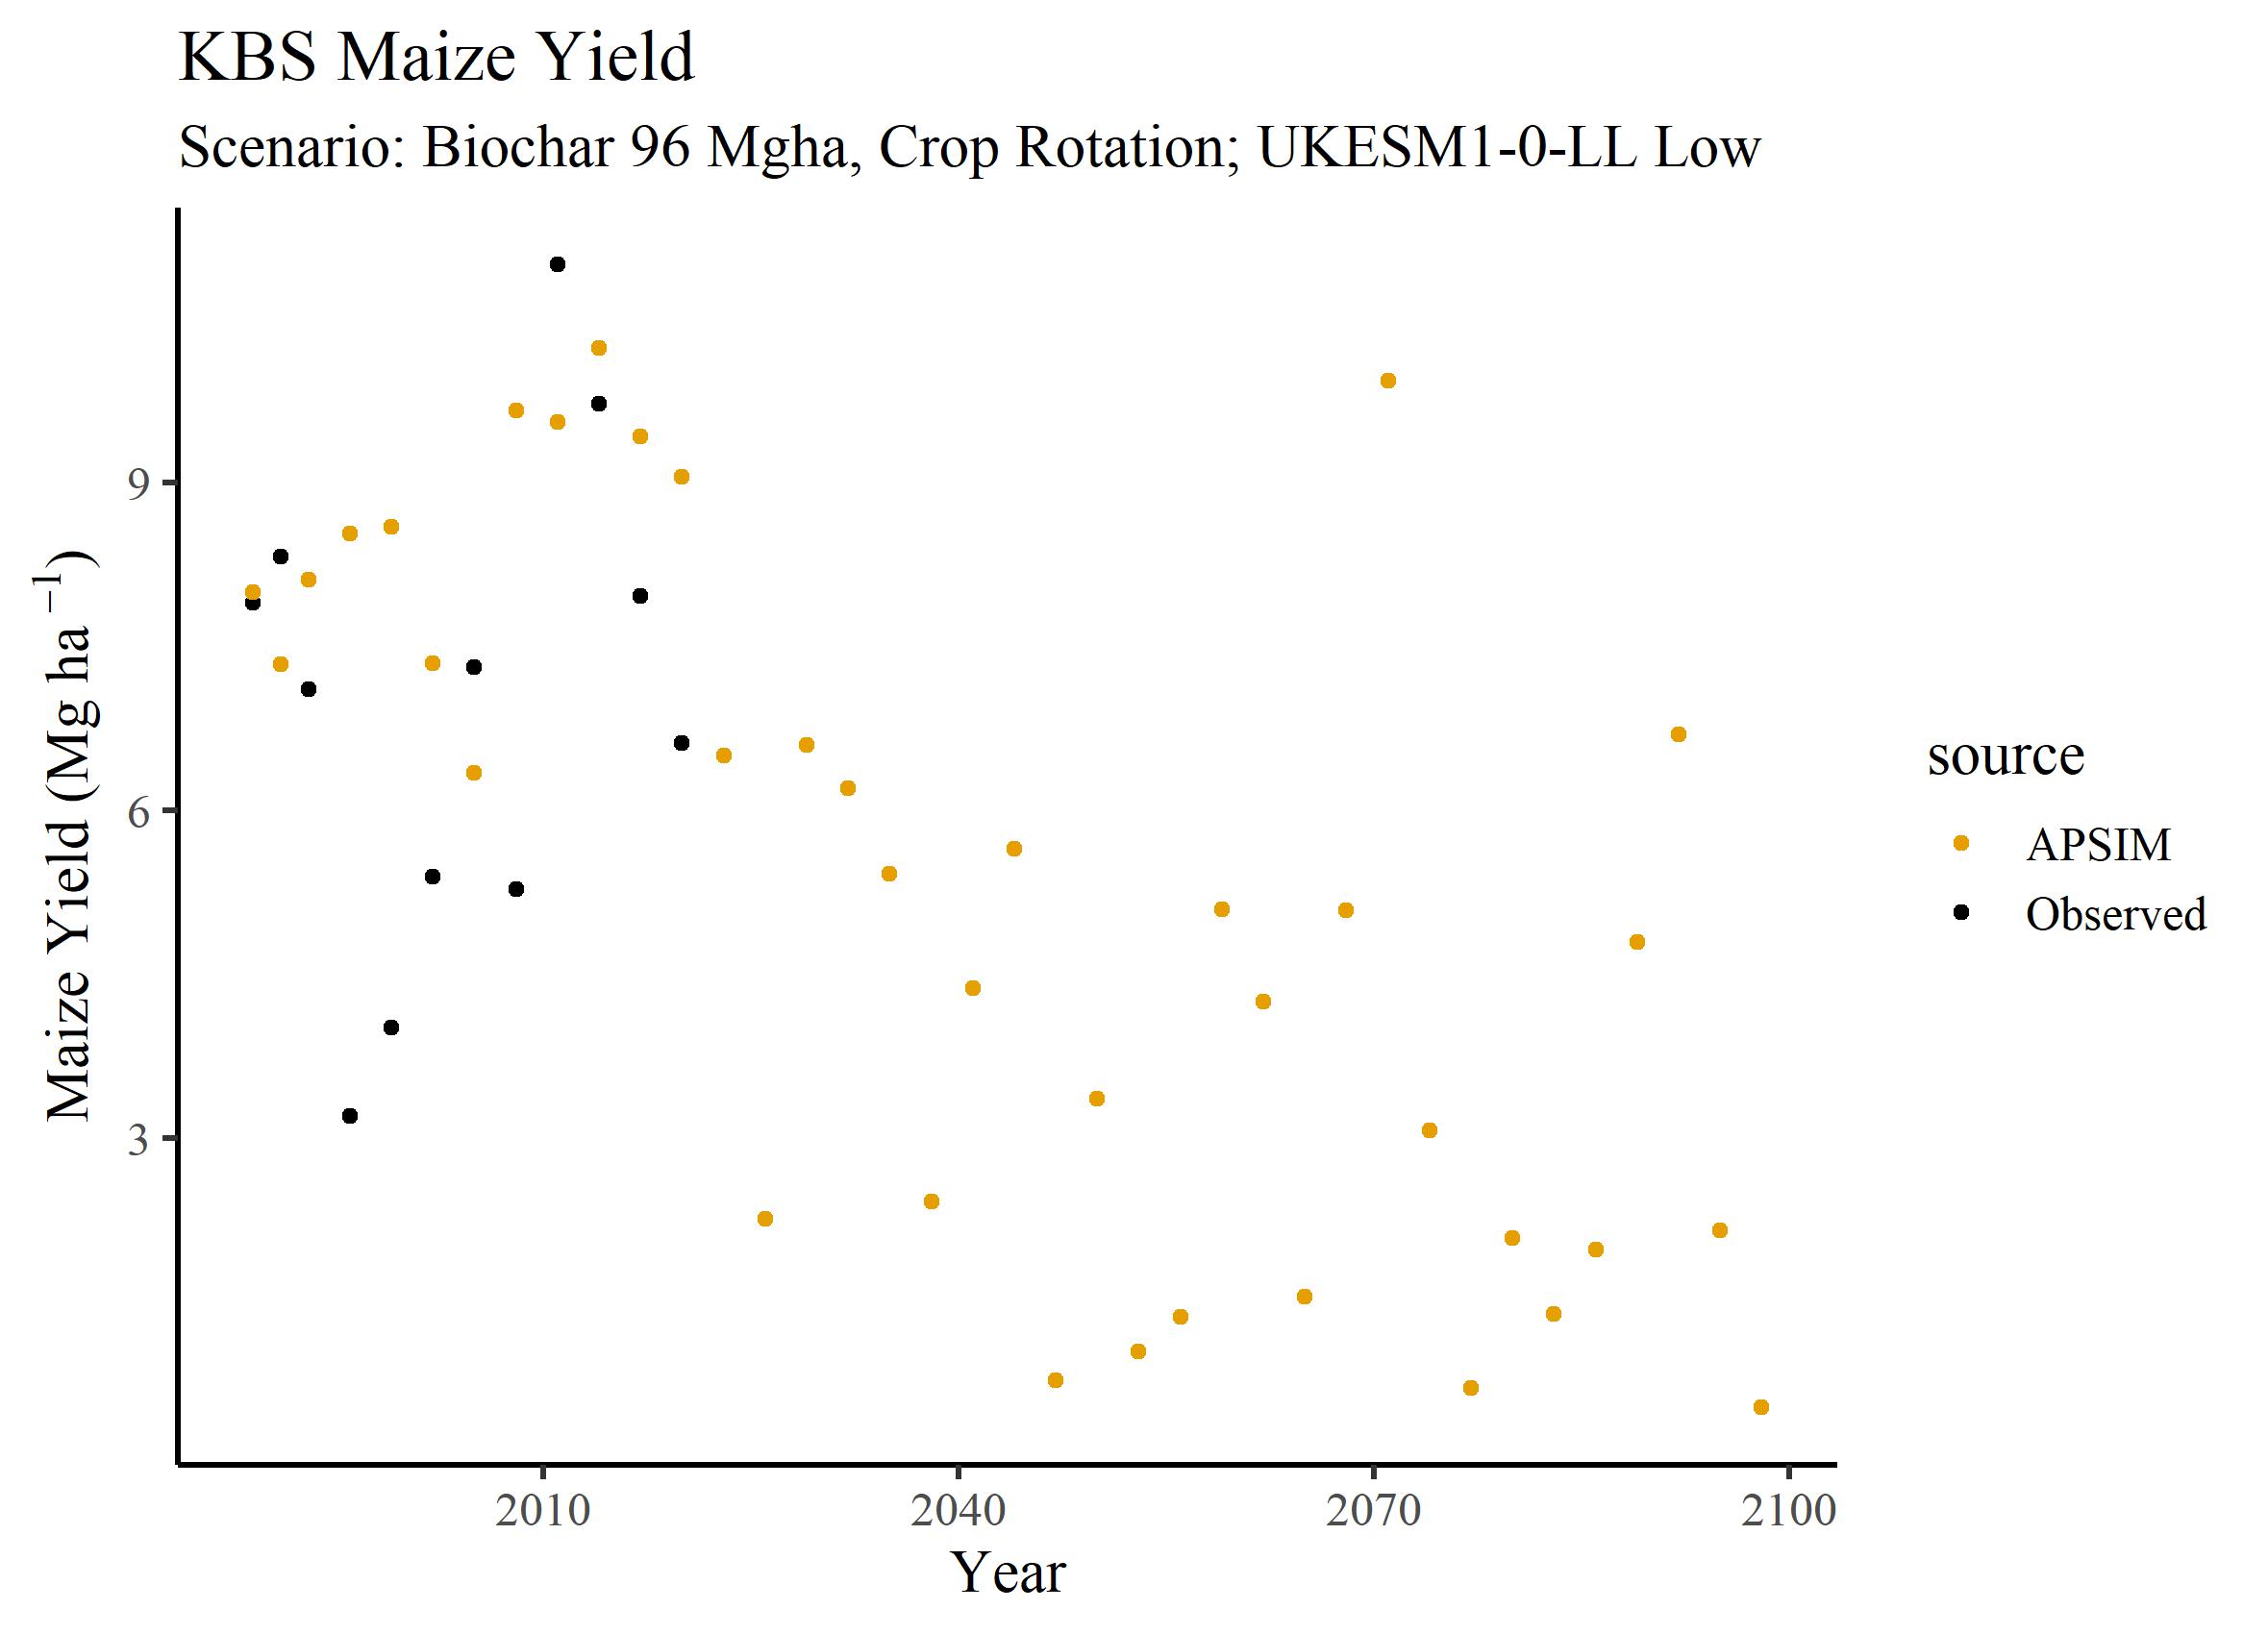 KBS Maize Yield
Scenario: Biochar 96 Mgha, Crop Rotation; UKESM1-0-LL Low
Maize Yield (Mg ha⁻¹)
9
6
3
2010
2040
2070
2100
Year
source
APSIM
Observed